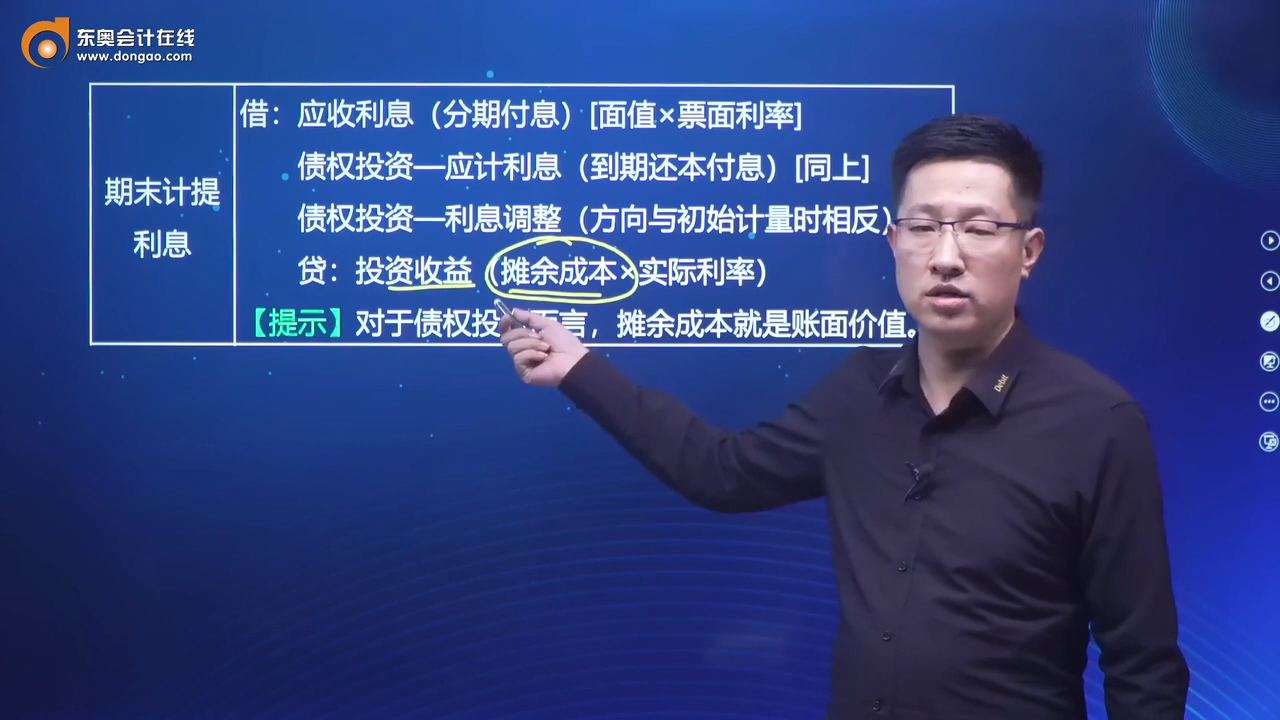 东奥会计在线
www.dongao.com
期末计提
利息
借：应收利息（分期付息）[面值×票面利率]
债权投资—应计利息（到期还本付息）[同上]
债权投资—利息调整（方向与初始计量时相反）
贷：投资收益（摊余成本×实际利率）
【提示】对于债权投 言，摊余成本就是账面价值。
Debit